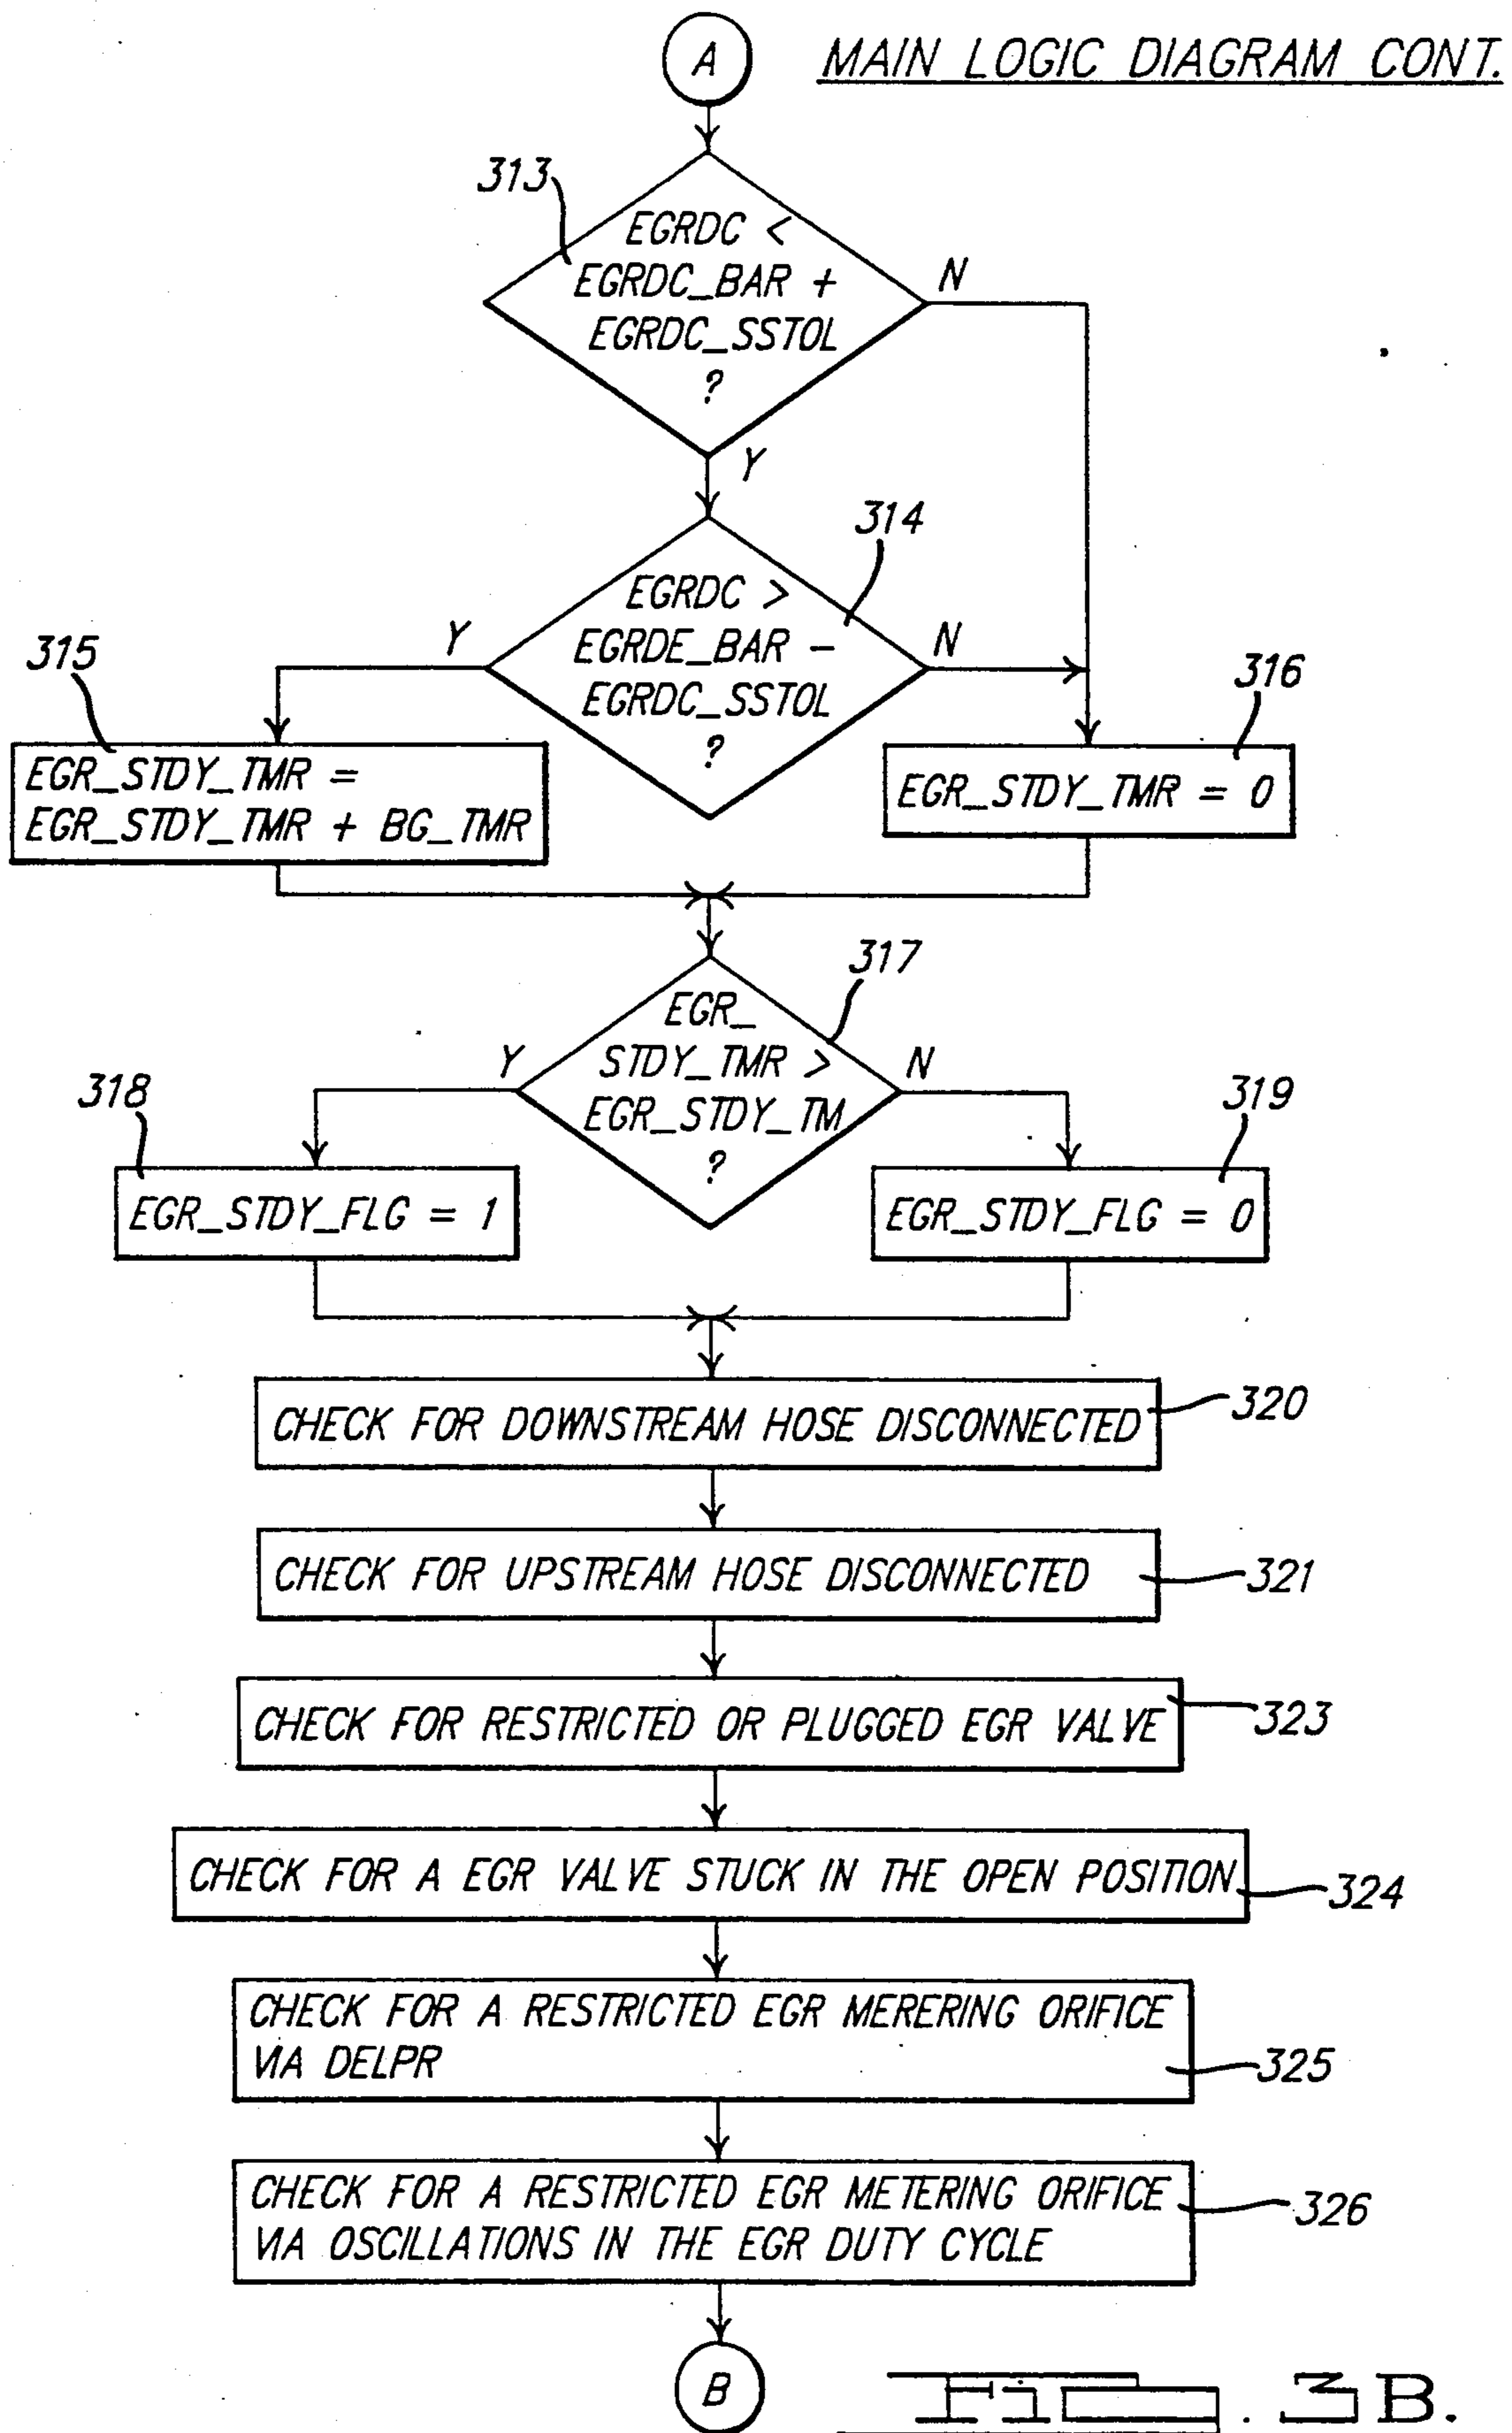 A
MAIN LOGIC DIAGRAM CONT.
313
EGRDC <
EGRDC_BAR +
EGRDC_SSTOL
?
N
Y
314
EGRDC >
EGRDE_BAR -
EGRDC_SSTOL
?
Y
N
315
EGR_STDY_TMR =
EGR_STDY_TMR + BG_TMR
316
EGR_STDY_TMR = 0
317
EGR_
STDY_TMR >
EGR_STDY_TM
?
Y
N
318
EGR_STDY_FLG = 1
319
EGR_STDY_FLG = 0
CHECK FOR DOWNSTREAM HOSE DISCONNECTED
320
CHECK FOR UPSTREAM HOSE DISCONNECTED
321
CHECK FOR RESTRICTED OR PLUGGED EGR VALVE
323
CHECK FOR A EGR VALVE STUCK IN THE OPEN POSITION
324
CHECK FOR A RESTRICTED EGR MERERING ORIFICE
VIA DELPR
325
CHECK FOR A RESTRICTED EGR METERING ORIFICE
VIA OSCILLATIONS IN THE EGR DUTY CYCLE
326
B
FIG. 3B.